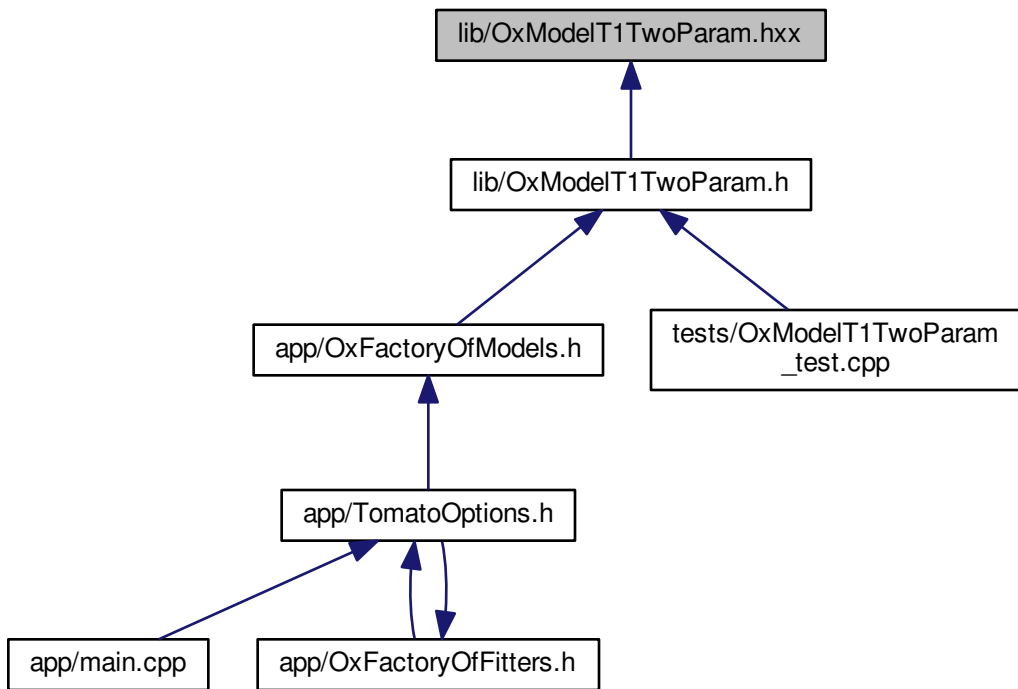 lib/OxModelT1TwoParam.hxx
lib/OxModelT1TwoParam.h
app/OxFactoryOfModels.h
tests/OxModelT1TwoParam
_test.cpp
app/TomatoOptions.h
app/main.cpp
app/OxFactoryOfFitters.h